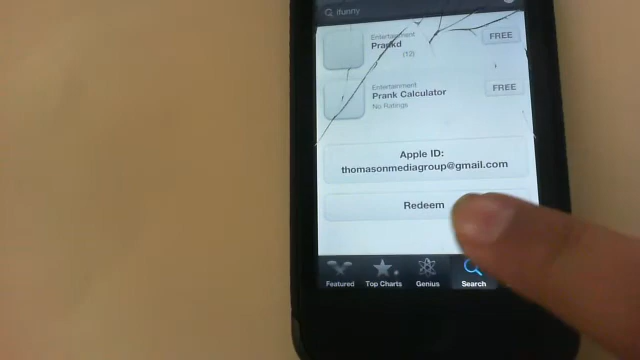 ifunny
Entertainment
Prankd
(12)
FREE
Entertainment
Prank Calculator
No Ratings
FREE
Apple ID:
thomasonmediagroup@gmail.com
Redeem
Featured
Top Charts
Genius
Search